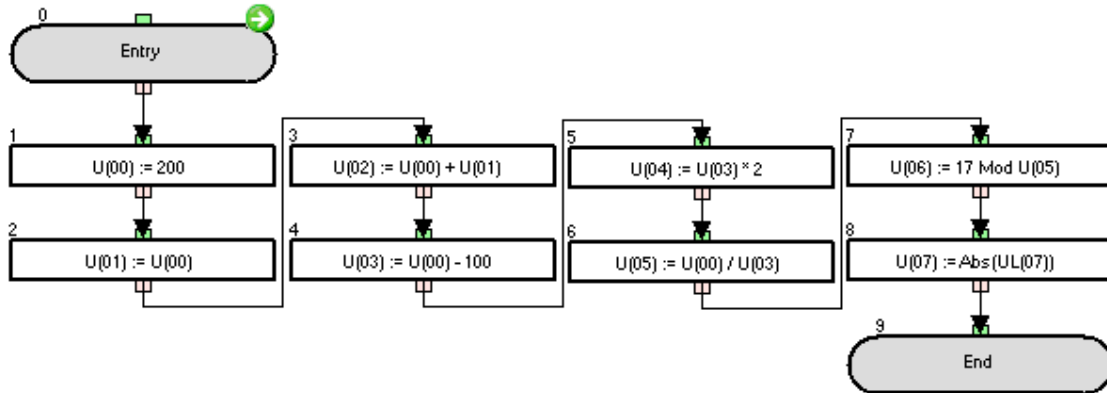 0
Entry
1
U(00) := 200
2
U(01) := U(00)
3
U(02) := U(00) + U(01)
4
U(03) := U(00) - 100
5
U(04) := U(03) * 2
6
U(05) := U(00) / U(03)
7
U(06) := 17 Mod U(05)
8
U(07) := Abs(UL(07))
9
End